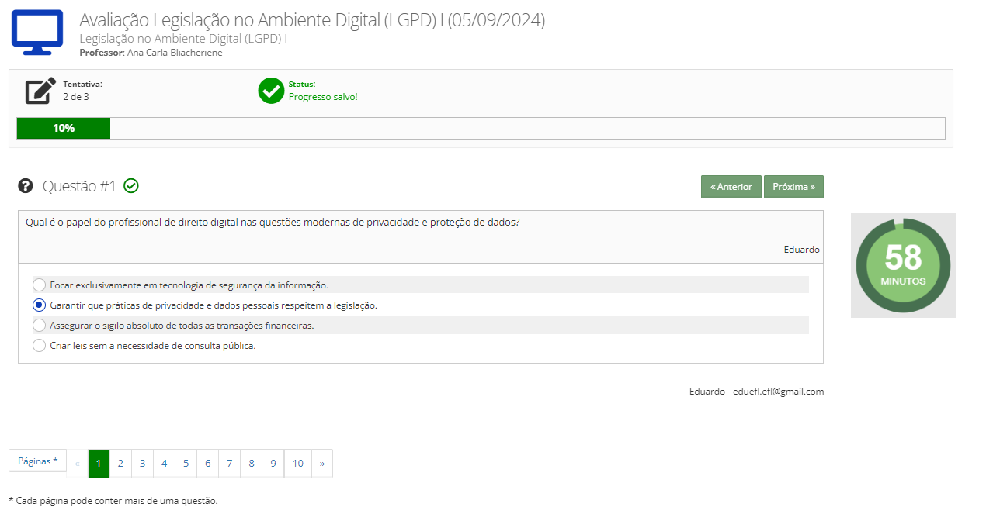 Avaliação Legislação no Ambiente Digital (LGPD) I (05/09/2024)
Legislação no Ambiente Digital (LGPD) I
Professor: Ana Carla Bliacheriene
Tentativa:
2 de 3
Status:
Progresso salvo!
10%
Questão #1
« Anterior
Próxima »
Qual é o papel do profissional de direito digital nas questões modernas de privacidade e proteção de dados?
Eduardo
58
MINUTOS
Focar exclusivamente em tecnologia de segurança da informação.
Garantir que práticas de privacidade e dados pessoais respeitem a legislação.
Assegurar o sigilo absoluto de todas as transações financeiras.
Criar leis sem a necessidade de consulta pública.
Eduardo - eduefl.efl@gmail.com
Páginas * « 1 2 3 4 5 6 7 8 9 10 »
* Cada página pode conter mais de uma questão.